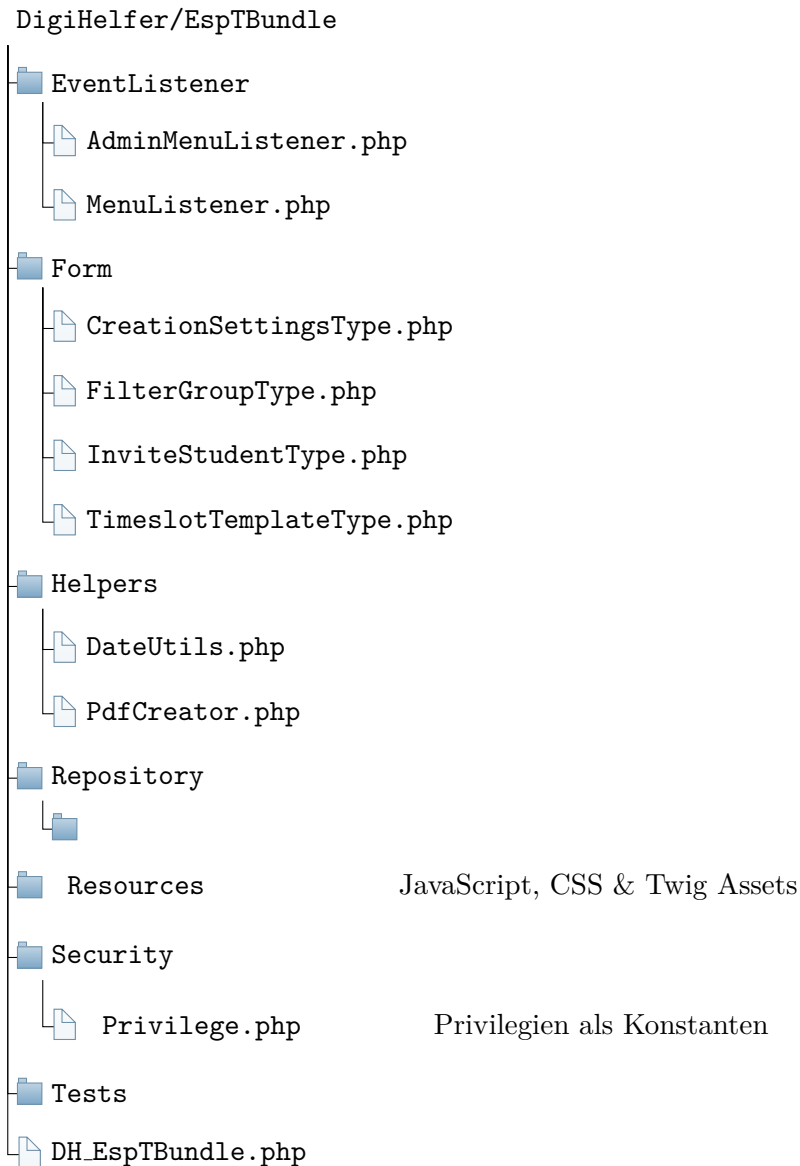 DigiHelfer/EspTBundle
EventListener
AdminMenuListener.php
MenuListener.php
Form
CreationSettingsType.php
FilterGroupType.php
InviteStudentType.php
TimeslotTemplateType.php
Helpers
DateUtils.php
PdfCreator.php
Repository
Resources JavaScript, CSS & Twig Assets
Security
Privilege.php Privilegien als Konstanten
Tests
DH_EspTBundle.php